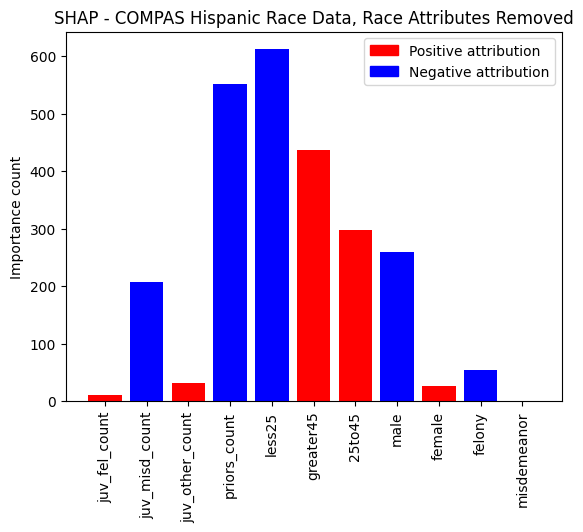 SHAP - COMPAS Hispanic Race Data, Race Attributes Removed
Positive attribution
Negative attribution
Importance count
600
500
400
300
200
100
0
juv_fel_count
juv_misd_count
juv_other_count
priors_count
less25
greater45
25to45
male
female
felony
misdemeanor